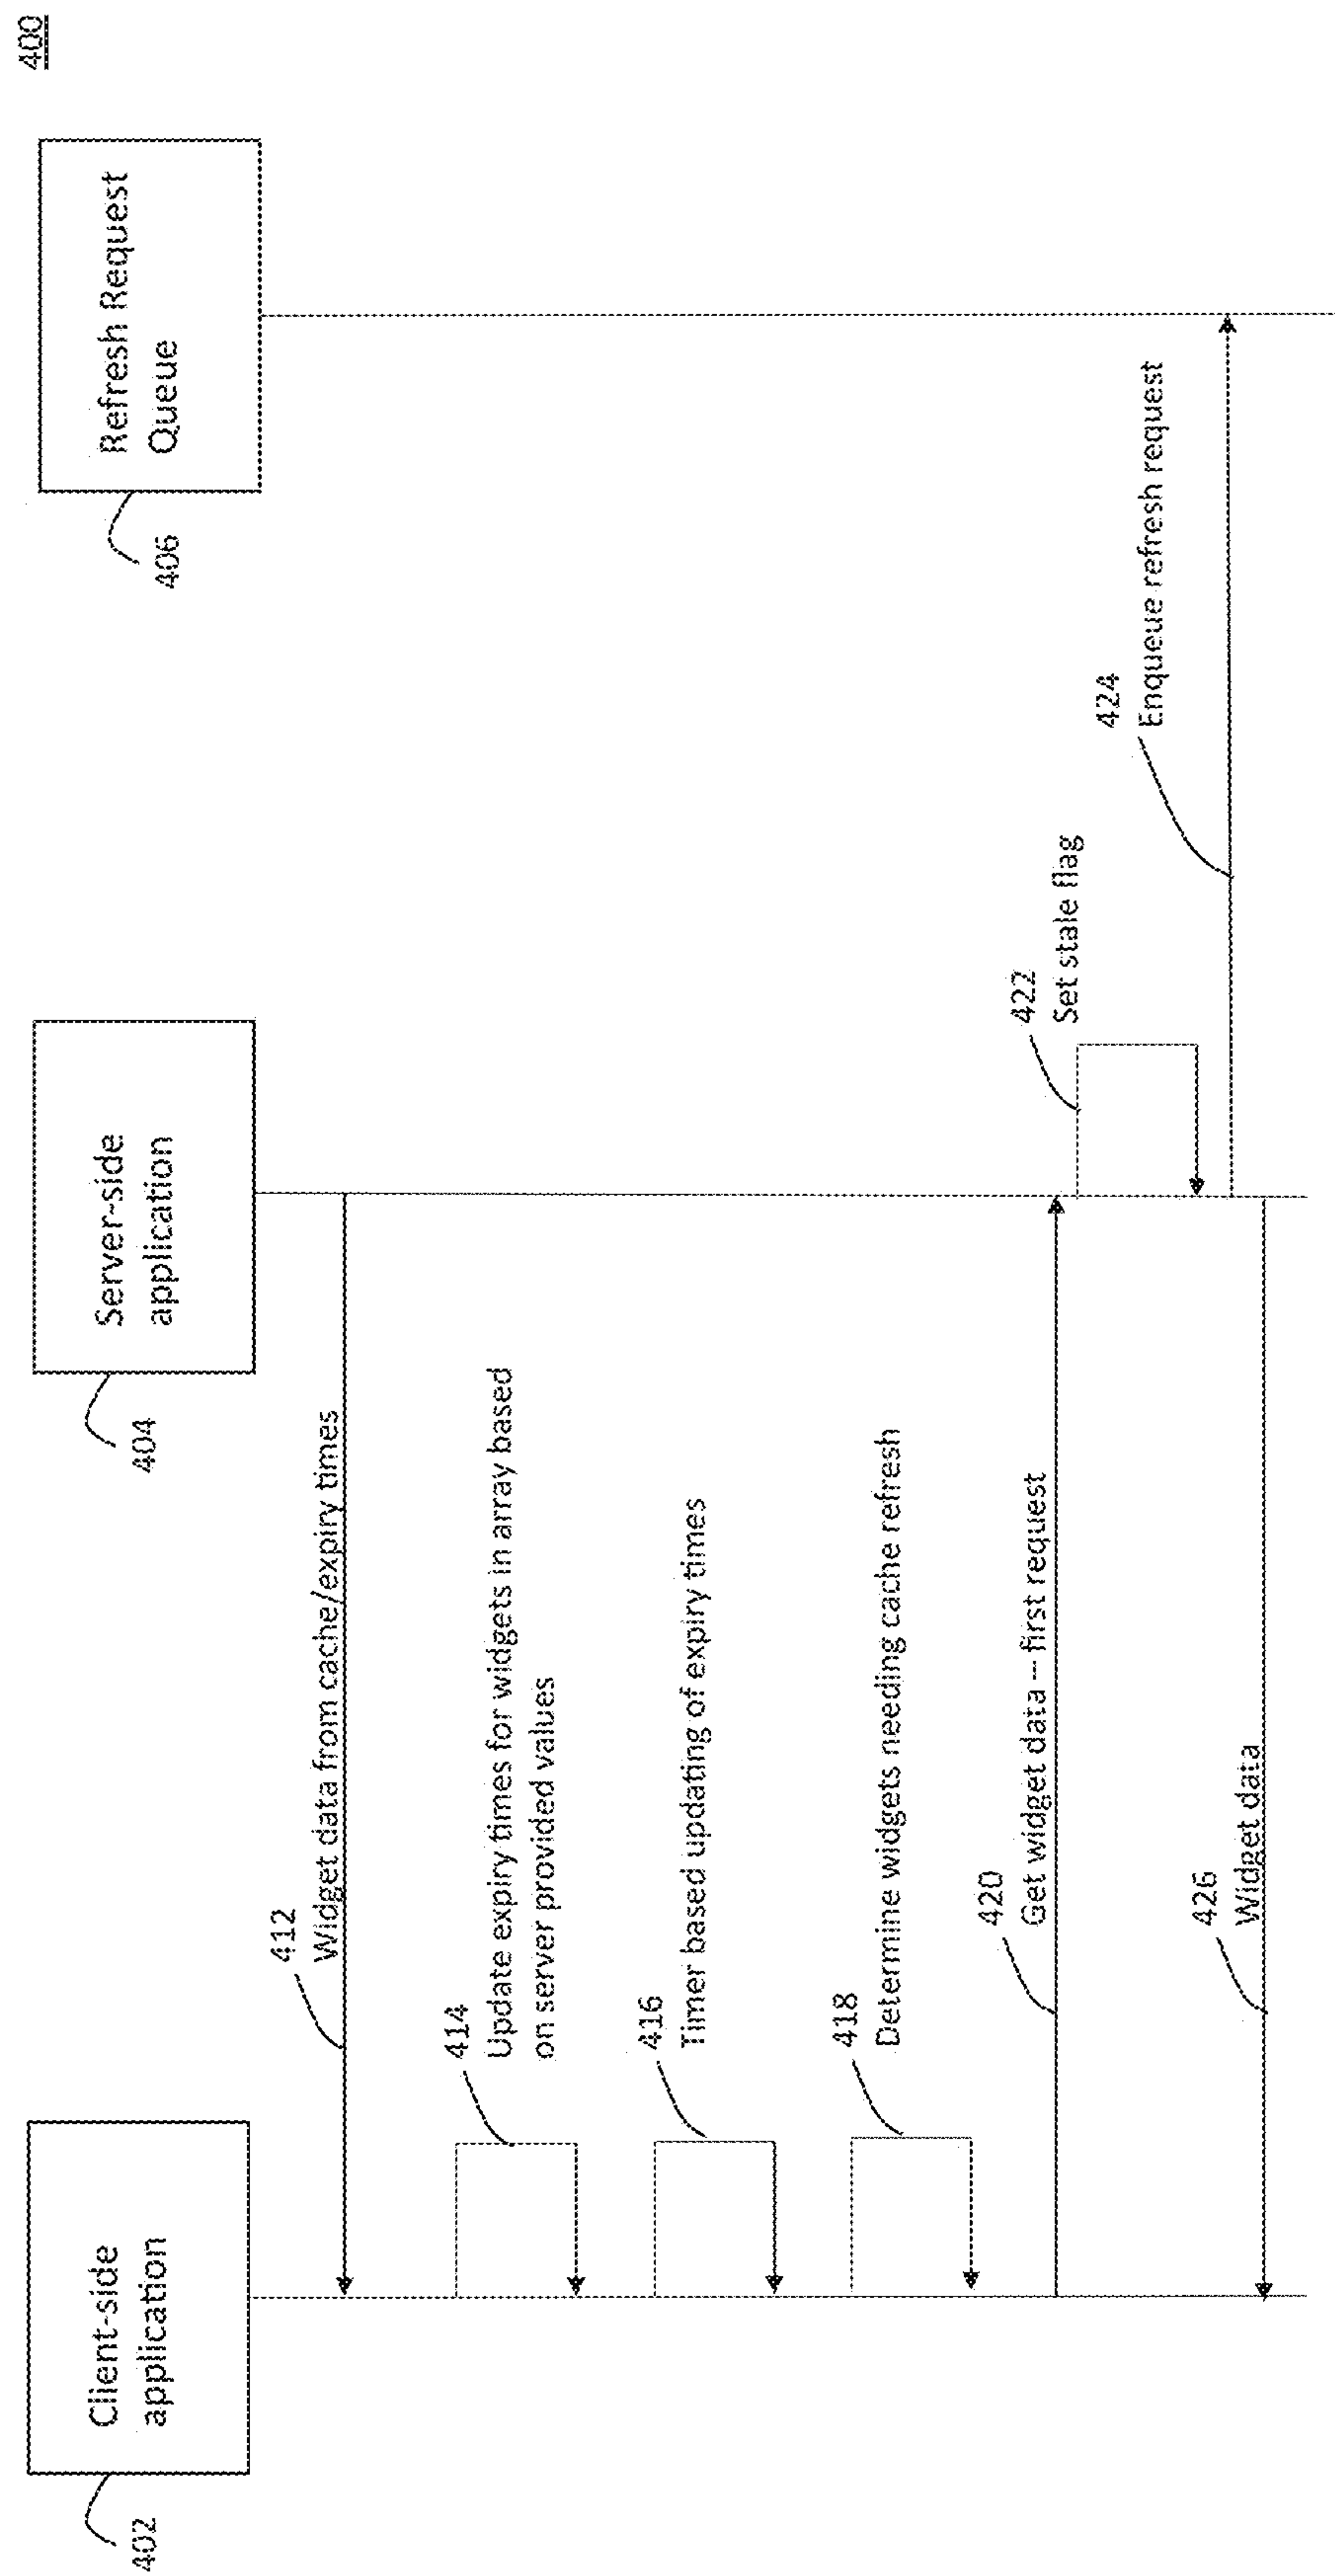 400
Client-side
application
402
Server-side
application
404
Refresh Request
Queue
406
412
Widget data from cache/expiry times
414
Update expiry times for widgets in array based
on server provided values
416
Timer based updating of expiry times
418
Determine widgets needing cache refresh
420
Get widget data -- first request
422
Set stale flag
424
Enqueue refresh request
426
Widget data